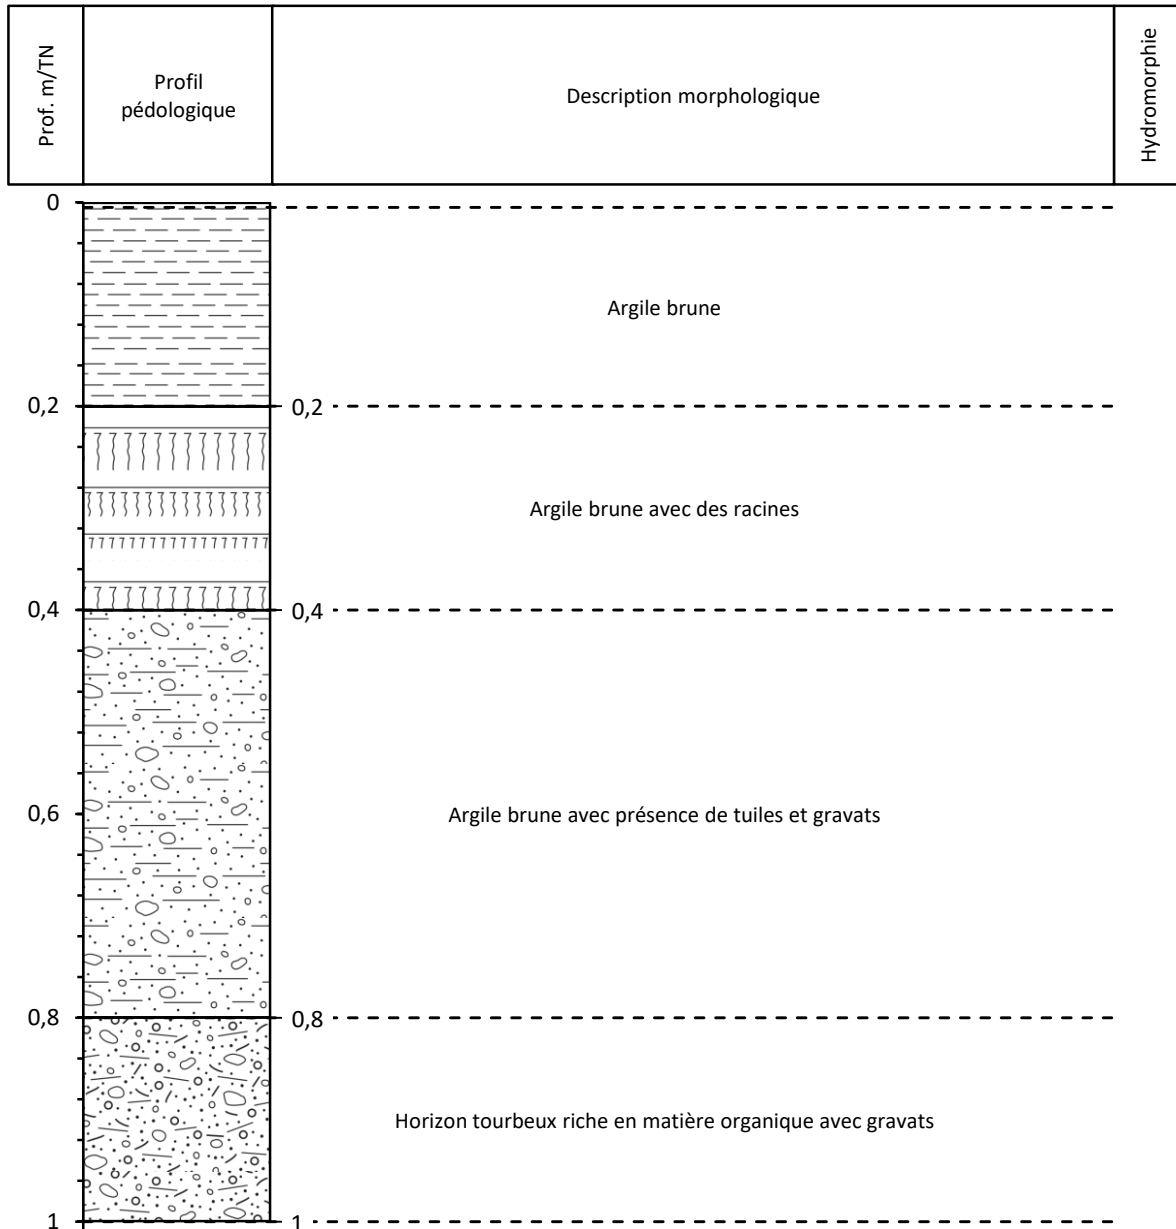 Prof. m/TN
Profil
pédologique
Description morphologique
Hydromorphie
0
Argile brune
0,2
0,2
Argile brune avec des racines
0,4
0,4
0,6
Argile brune avec présence de tuiles et gravats
0,8
0,8
Horizon tourbeux riche en matière organique avec gravats
1
1